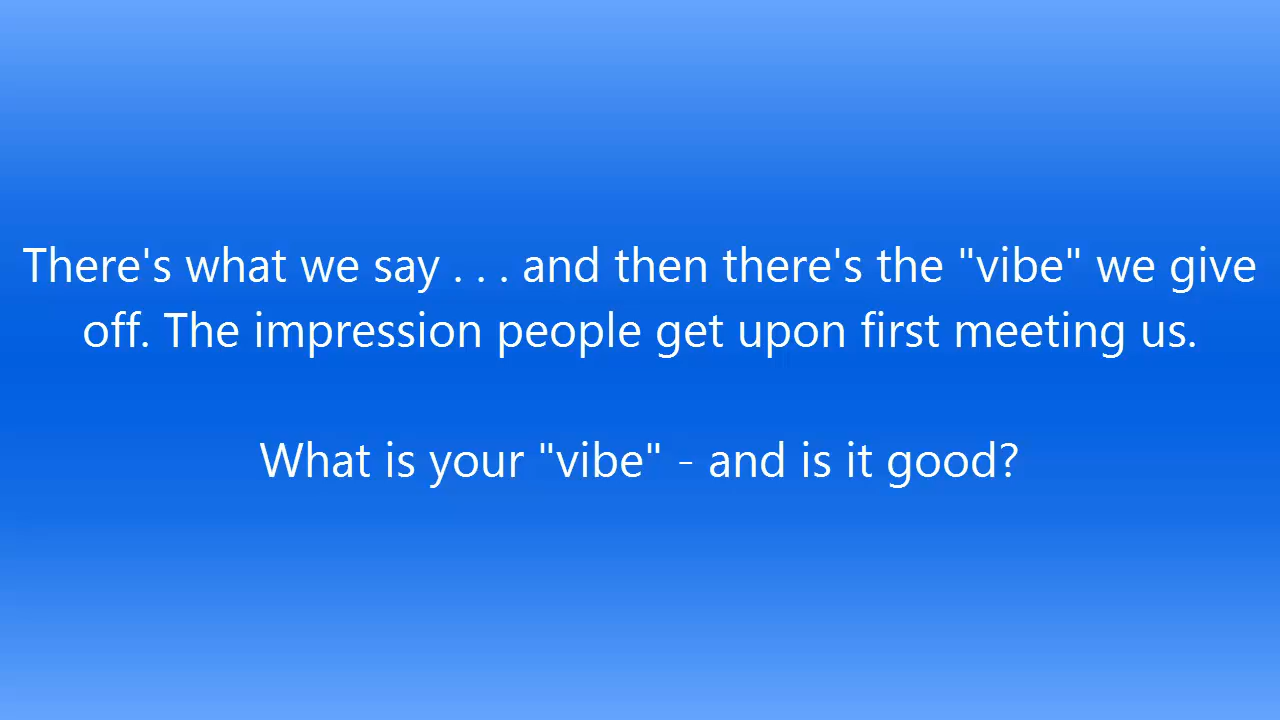 There's what we say . . . and then there's the "vibe" we give
off. The impression people get upon first meeting us.
What is your "vibe" - and is it good?